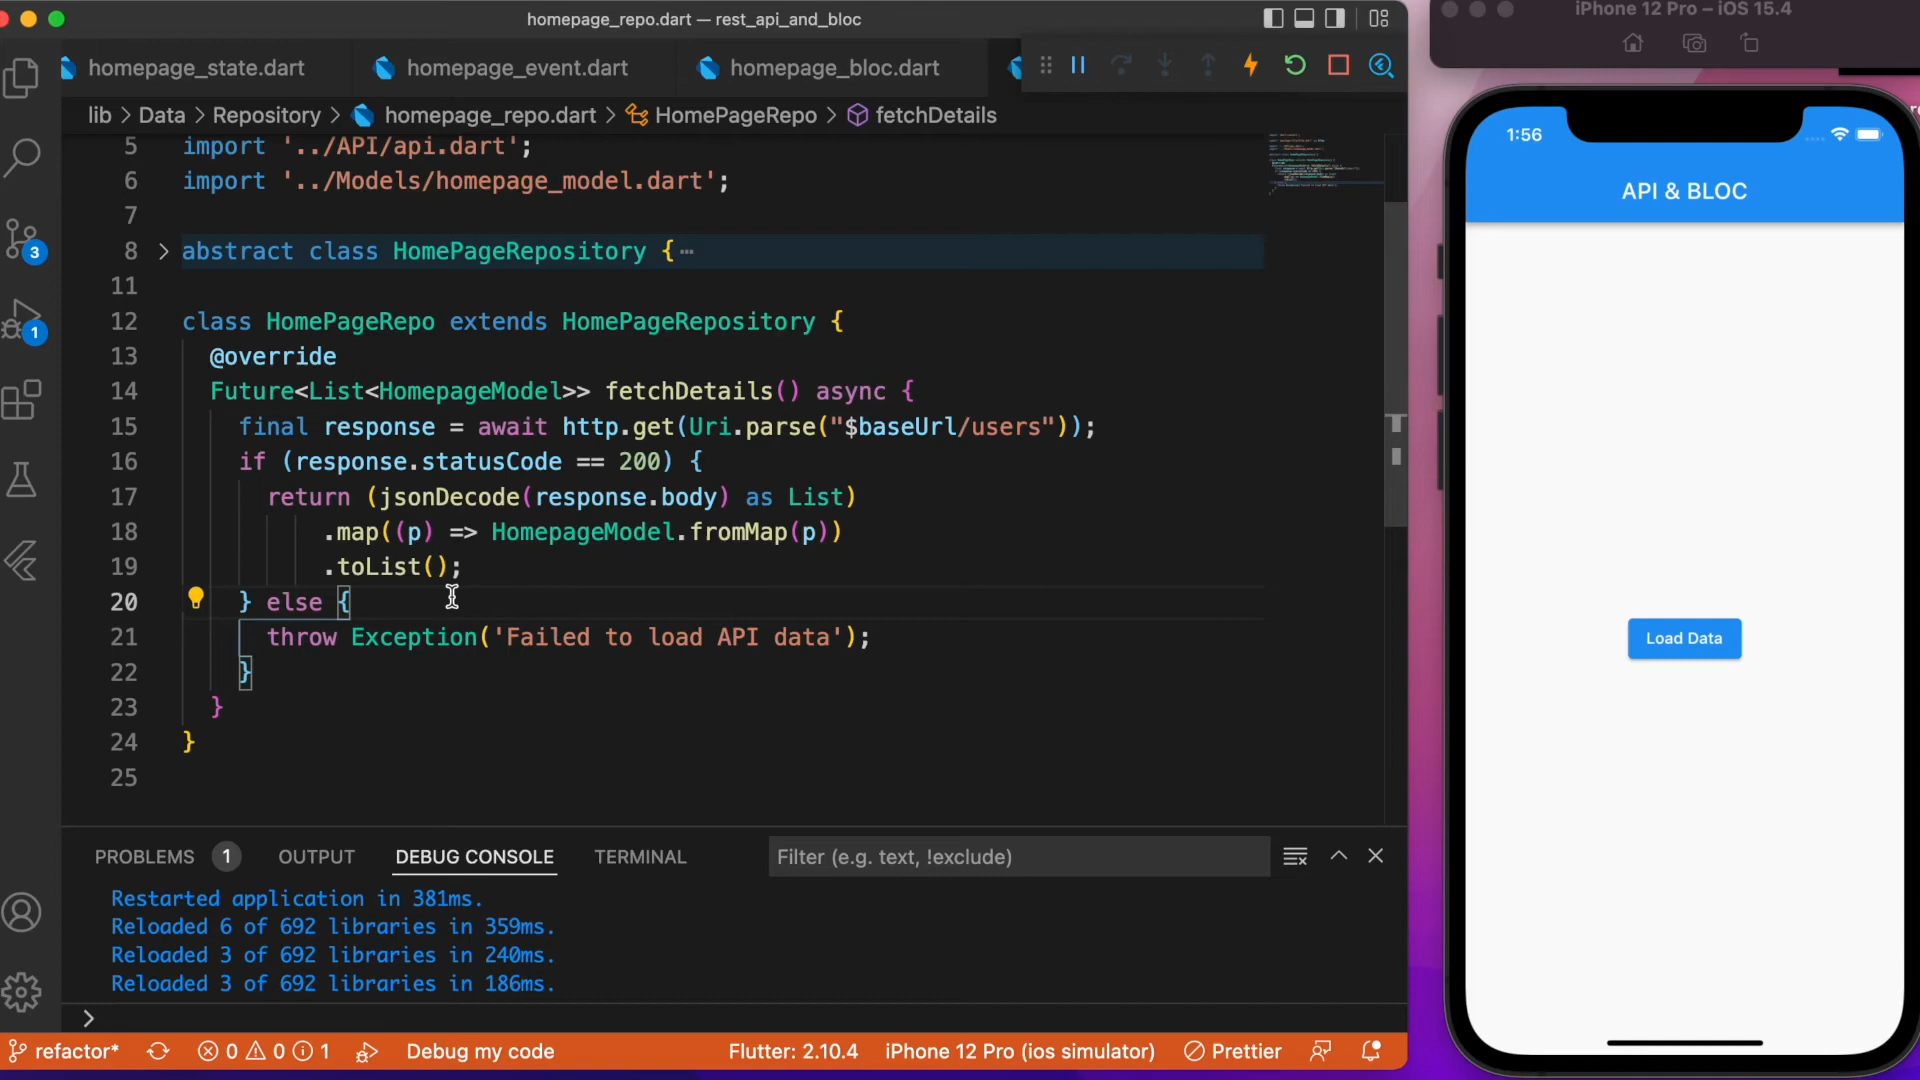 homepage_repo.dart — rest_api_and_bloc
homepage_state.dart
homepage_event.dart
homepage_bloc.dart
lib > Data > Repository > homepage_repo.dart > HomePageRepo > fetchDetails
5 import '../API/api.dart';
6 import '../Models/homepage_model.dart';
7
8 abstract class HomePageRepository { ⋯
11
12 class HomePageRepo extends HomePageRepository {
13 @override
14 Future<List<HomepageModel>> fetchDetails() async {
15 final response = await http.get(Uri.parse("$baseUrl/users"));
16 if (response.statusCode == 200) {
17 return (jsonDecode(response.body) as List)
18 .map((p) => HomepageModel.fromMap(p))
19 .toList();
20 } else {
21 throw Exception('Failed to load API data');
22 }
23 }
24 }
25
3
1
PROBLEMS 1 OUTPUT DEBUG CONSOLE TERMINAL Filter (e.g. text, !exclude)
Restarted application in 381ms.
Reloaded 6 of 692 libraries in 359ms.
Reloaded 3 of 692 libraries in 240ms.
Reloaded 3 of 692 libraries in 186ms.
>
refactor* 0 0 1 Debug my code Flutter: 2.10.4 iPhone 12 Pro (ios simulator) Prettier
iPhone 12 Pro – iOS 15.4
1:56
API & BLOC
Load Data